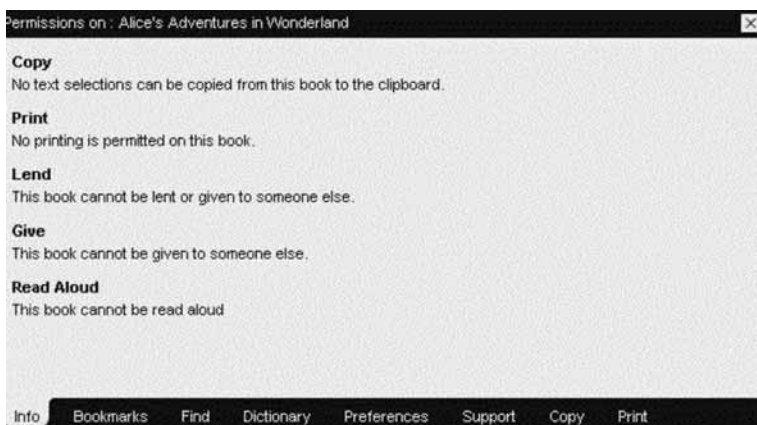 Permissions on : Alice's Adventures in Wonderland
Copy
No text selections can be copied from this book to the clipboard.
Print
No printing is permitted on this book.
Lend
This book cannot be lent or given to someone else.
Give
This book cannot be given to someone else.
Read Aloud
This book cannot be read aloud
Info Bookmarks Find Dictionary Preferences Support Copy Print